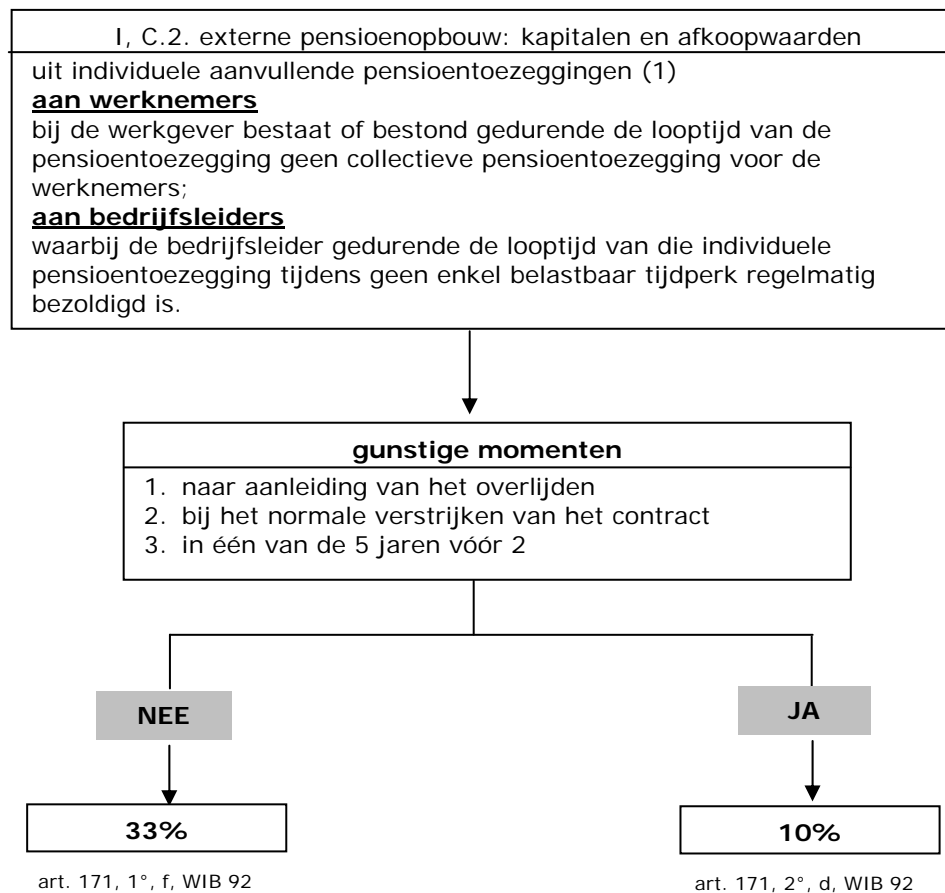 I, C.2. externe pensioenopbouw: kapitalen en afkoopwaarden
uit individuele aanvullende pensioentoezeggingen (1)
aan werknemers
bij de werkgever bestaat of bestond gedurende de looptijd van de
pensioentoezegging geen collectieve pensioentoezegging voor de
werknemers;
aan bedrijfsleiders
waarbij de bedrijfsleider gedurende de looptijd van die individuele
pensioentoezegging tijdens geen enkel belastbaar tijdperk regelmatig
bezoldigd is.
gunstige momenten
1. naar aanleiding van het overlijden
2. bij het normale verstrijken van het contract
3. in één van de 5 jaren vóór 2
NEE
JA
33%
10%
art. 171, 1°, f, WIB 92
art. 171, 2°, d, WIB 92